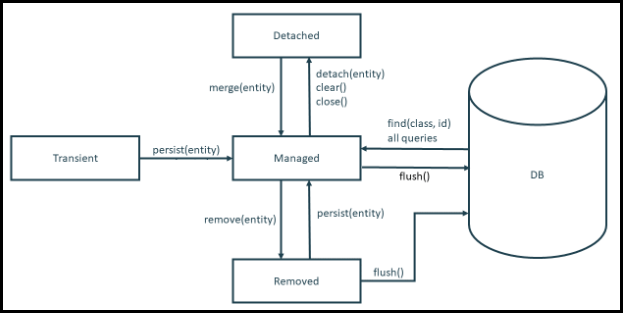 Detached
merge(entity)
detach(entity)
clear()
close()
find(class, id)
all queries
Transient
persist(entity)
Managed
flush()
DB
remove(entity)
persist(entity)
Removed
flush()